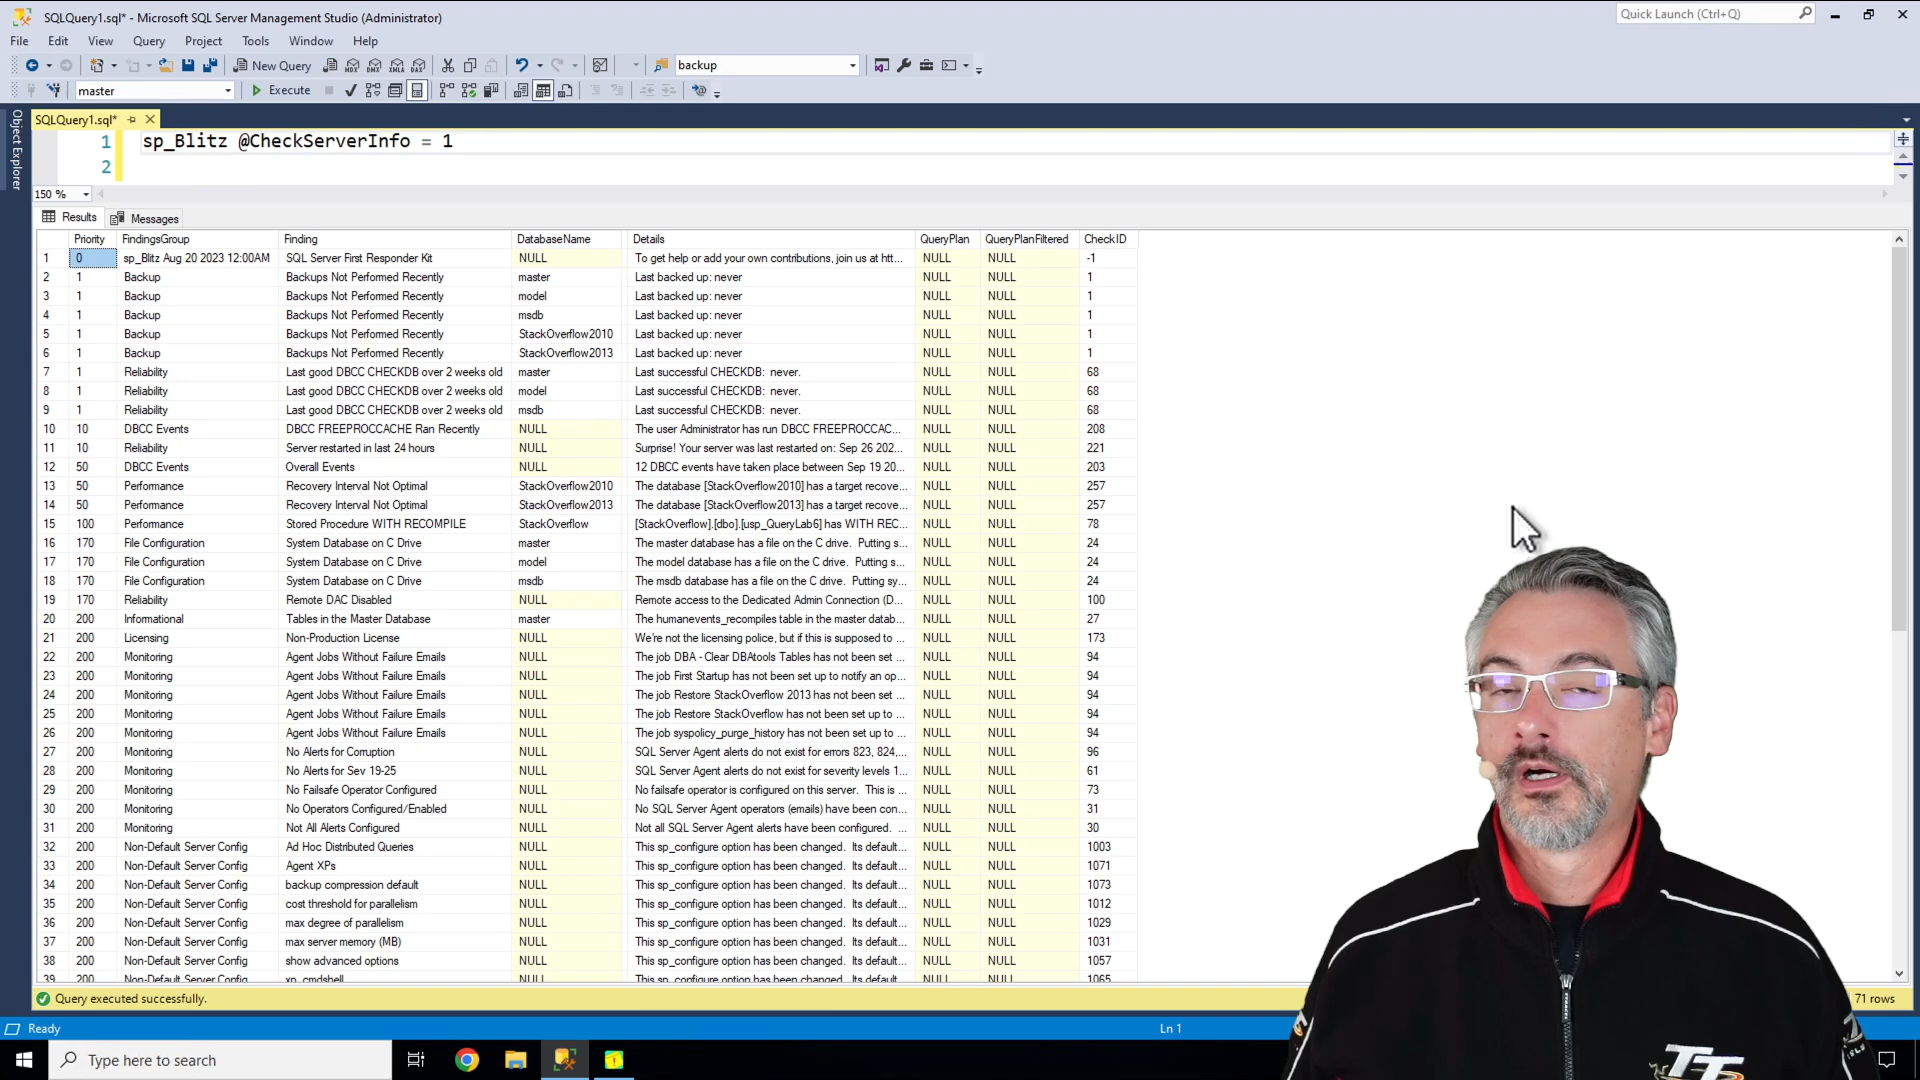 SQLQuery1.sql* - Microsoft SQL Server Management Studio (Administrator)
Quick Launch (Ctrl+Q)
File Edit View Query Project Tools Window Help
New Query backup
master Execute
Object Explorer
SQLQuery1.sql*
1 sp_Blitz @CheckServerInfo = 1
2
150 %
Results Messages
Priority FindingsGroup Finding DatabaseName Details QueryPlan QueryPlanFiltered CheckID
1 0 sp_Blitz Aug 20 2023 12:00AM SQL Server First Responder Kit NULL To get help or add your own contributions, join us at htt... NULL NULL -1
2 1 Backup Backups Not Performed Recently master Last backed up: never NULL NULL 1
3 1 Backup Backups Not Performed Recently model Last backed up: never NULL NULL 1
4 1 Backup Backups Not Performed Recently msdb Last backed up: never NULL NULL 1
5 1 Backup Backups Not Performed Recently StackOverflow2010 Last backed up: never NULL NULL 1
6 1 Backup Backups Not Performed Recently StackOverflow2013 Last backed up: never NULL NULL 1
7 1 Reliability Last good DBCC CHECKDB over 2 weeks old master Last successful CHECKDB: never. NULL NULL 68
8 1 Reliability Last good DBCC CHECKDB over 2 weeks old model Last successful CHECKDB: never. NULL NULL 68
9 1 Reliability Last good DBCC CHECKDB over 2 weeks old msdb Last successful CHECKDB: never. NULL NULL 68
10 10 DBCC Events DBCC FREEPROCCACHE Ran Recently NULL The user Administrator has run DBCC FREEPROCCAC... NULL NULL 208
11 10 Reliability Server restarted in last 24 hours NULL Surprise! Your server was last restarted on: Sep 26 202... NULL NULL 221
12 50 DBCC Events Overall Events NULL 12 DBCC events have taken place between Sep 19 20... NULL NULL 203
13 50 Performance Recovery Interval Not Optimal StackOverflow2010 The database [StackOverflow2010] has a target recove... NULL NULL 257
14 50 Performance Recovery Interval Not Optimal StackOverflow2013 The database [StackOverflow2013] has a target recove... NULL NULL 257
15 100 Performance Stored Procedure WITH RECOMPILE StackOverflow [StackOverflow].[dbo].[usp_QueryLab6] has WITH REC... NULL NULL 78
16 170 File Configuration System Database on C Drive master The master database has a file on the C drive. Putting s... NULL NULL 24
17 170 File Configuration System Database on C Drive model The model database has a file on the C drive. Putting s... NULL NULL 24
18 170 File Configuration System Database on C Drive msdb The msdb database has a file on the C drive. Putting sy... NULL NULL 24
19 170 Reliability Remote DAC Disabled NULL Remote access to the Dedicated Admin Connection (D... NULL NULL 100
20 200 Informational Tables in the Master Database master The humanevents_recompiles table in the master datab... NULL NULL 27
21 200 Licensing Non-Production License NULL We're not the licensing police, but if this is supposed to ... NULL NULL 173
22 200 Monitoring Agent Jobs Without Failure Emails NULL The job DBA - Clear DBAtools Tables has not been set ... NULL NULL 94
23 200 Monitoring Agent Jobs Without Failure Emails NULL The job First Startup has not been set up to notify an op... NULL NULL 94
24 200 Monitoring Agent Jobs Without Failure Emails NULL The job Restore StackOverflow 2013 has not been set ... NULL NULL 94
25 200 Monitoring Agent Jobs Without Failure Emails NULL The job Restore StackOverflow has not been set up to ... NULL NULL 94
26 200 Monitoring Agent Jobs Without Failure Emails NULL The job syspolicy_purge_history has not been set up to ... NULL NULL 94
27 200 Monitoring No Alerts for Corruption NULL SQL Server Agent alerts do not exist for errors 823, 824,... NULL NULL 96
28 200 Monitoring No Alerts for Sev 19-25 NULL SQL Server Agent alerts do not exist for severity levels 1... NULL NULL 61
29 200 Monitoring No Failsafe Operator Configured NULL No failsafe operator is configured on this server. This is ... NULL NULL 73
30 200 Monitoring No Operators Configured/Enabled NULL No SQL Server Agent operators (emails) have been con... NULL NULL 31
31 200 Monitoring Not All Alerts Configured NULL Not all SQL Server Agent alerts have been configured. ... NULL NULL 30
32 200 Non-Default Server Config Ad Hoc Distributed Queries NULL This sp_configure option has been changed. Its default... NULL NULL 1003
33 200 Non-Default Server Config Agent XPs NULL This sp_configure option has been changed. Its default... NULL NULL 1071
34 200 Non-Default Server Config backup compression default NULL This sp_configure option has been changed. Its default... NULL NULL 1073
35 200 Non-Default Server Config cost threshold for parallelism NULL This sp_configure option has been changed. Its default... NULL NULL 1012
36 200 Non-Default Server Config max degree of parallelism NULL This sp_configure option has been changed. Its default... NULL NULL 1029
37 200 Non-Default Server Config max server memory (MB) NULL This sp_configure option has been changed. Its default... NULL NULL 1031
38 200 Non-Default Server Config show advanced options NULL This sp_configure option has been changed. Its default... NULL NULL 1057
39 200 Non-Default Server Config xp_cmdshell NULL This sp_configure option has been changed. Its default... NULL NULL 1065
Query executed successfully. 71 rows
Ready Ln 1
Type here to search
TT